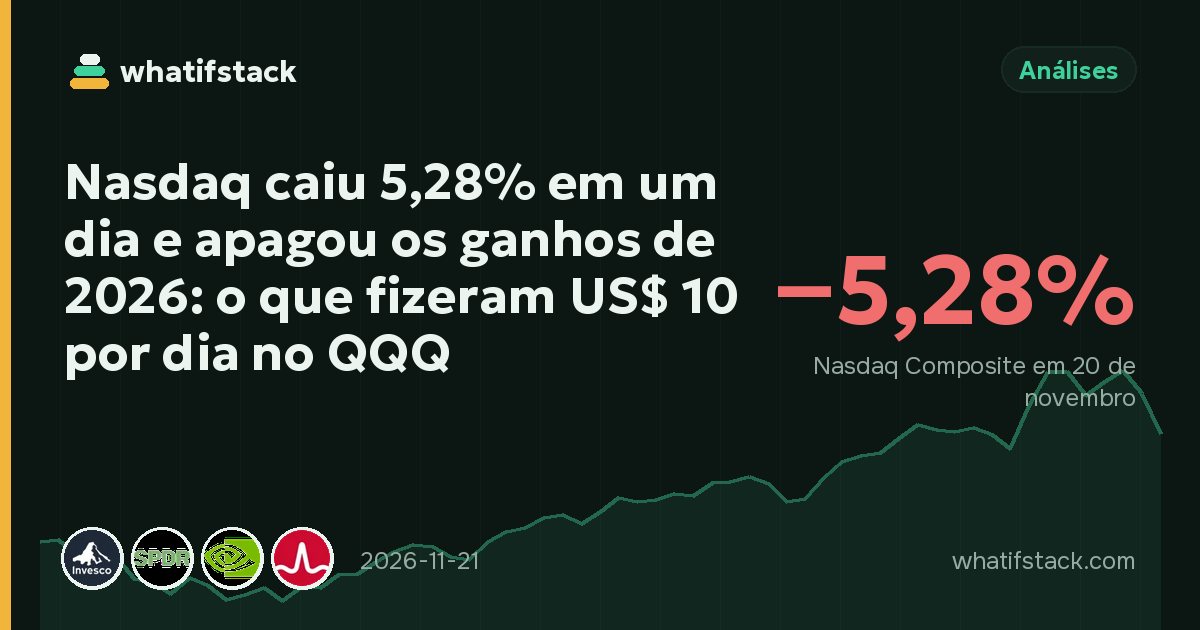 whatifstack
Análises
Nasdaq caiu 5,28% em um
dia e apagou os ganhos de
2026: o que fizeram US$ 10
por dia no QQQ
−5,28%
Nasdaq Composite em 20 de
novembro
Invesco
SPDR
2026-11-21
whatifstack.com